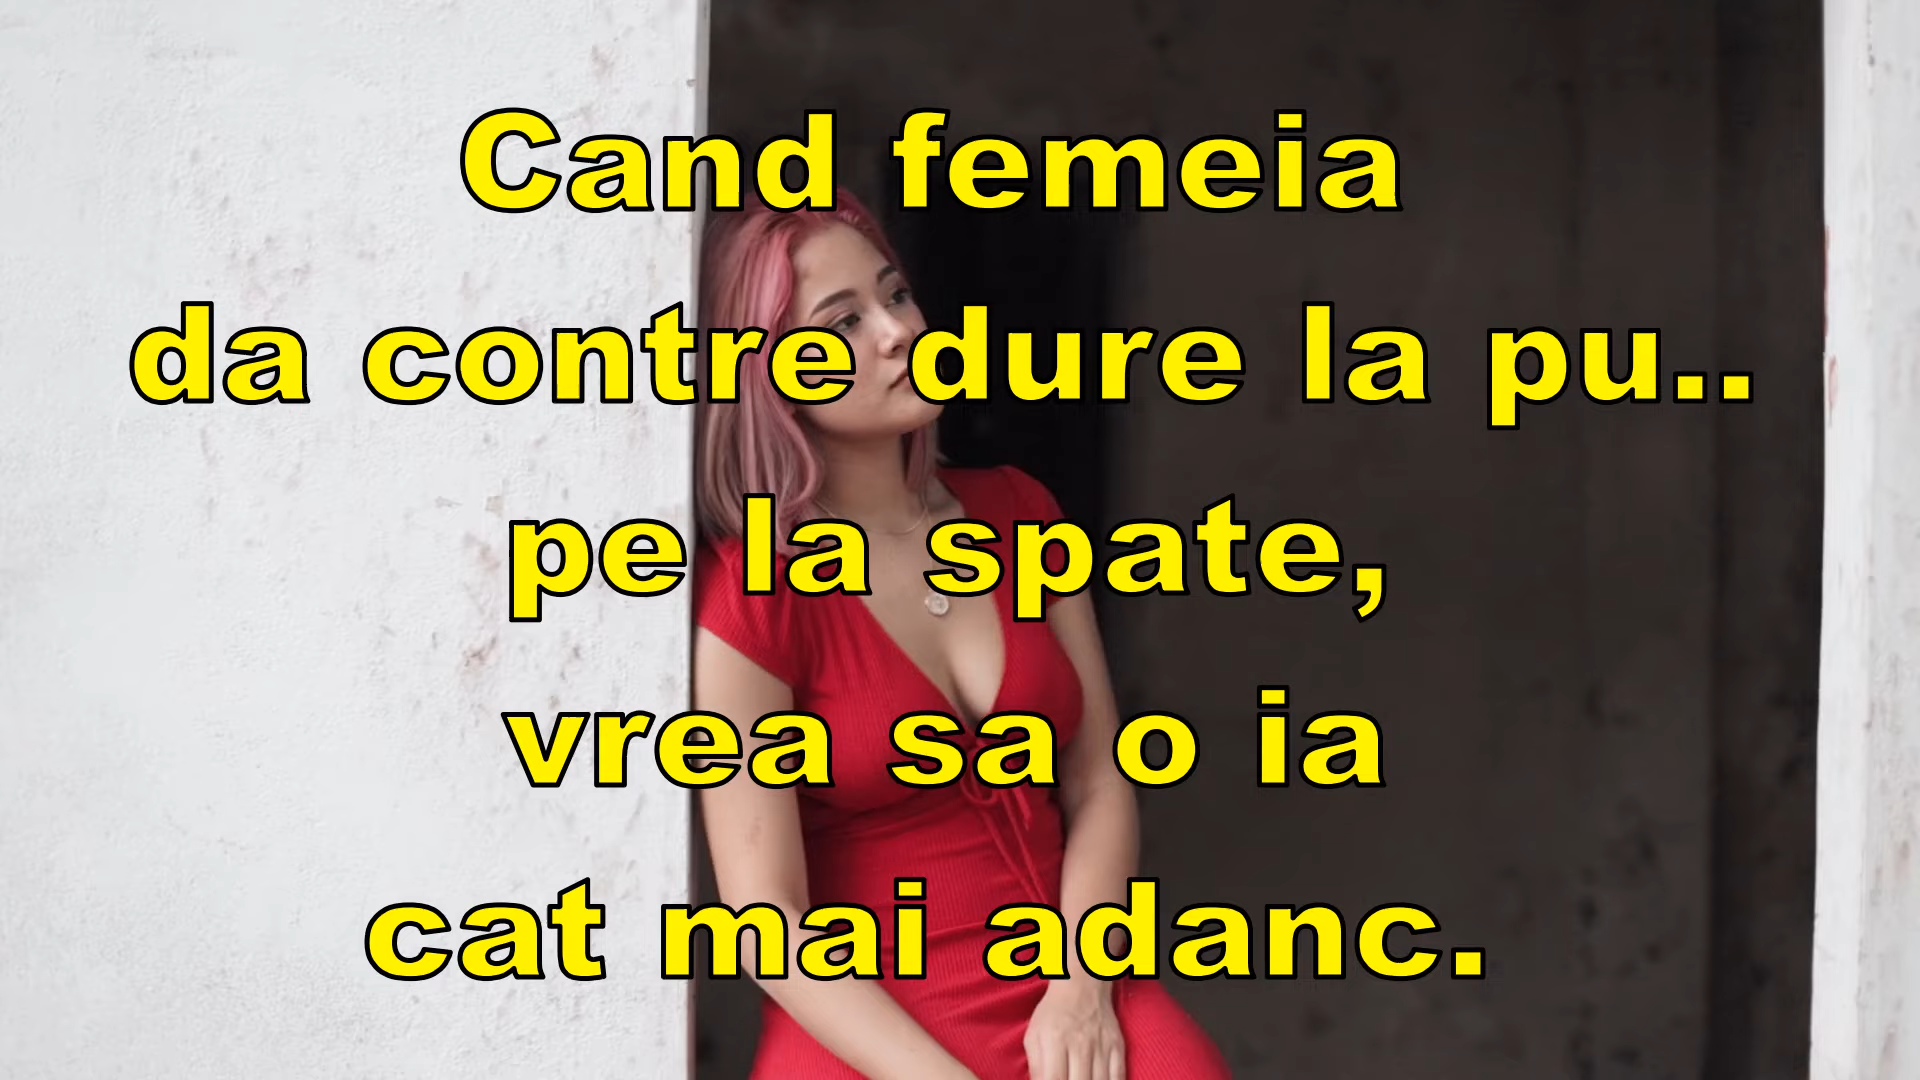 Cand femeia
da contre dure la pu..
pe la spate,
vrea sa o ia
cat mai adanc.